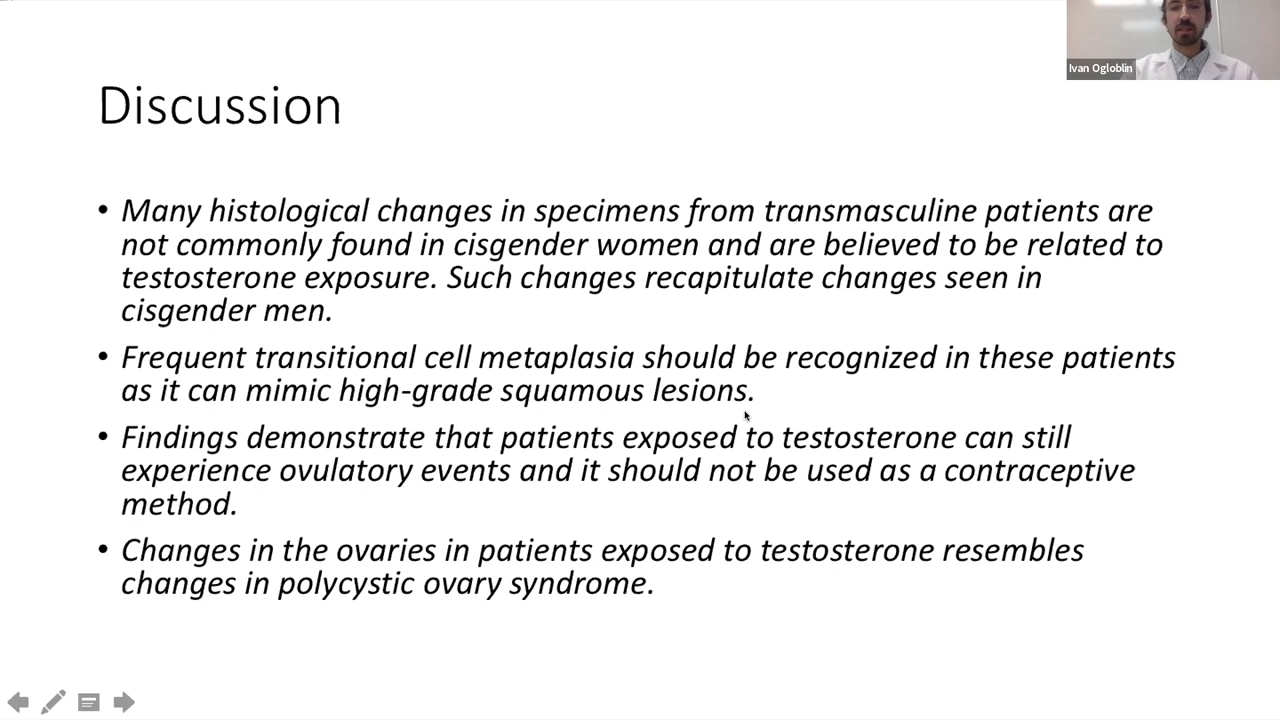 Ivan Ogloblin
Discussion
• Many histological changes in specimens from transmasculine patients are
not commonly found in cisgender women and are believed to be related to
testosterone exposure. Such changes recapitulate changes seen in
cisgender men.
• Frequent transitional cell metaplasia should be recognized in these patients
as it can mimic high-grade squamous lesions.
• Findings demonstrate that patients exposed to testosterone can still
experience ovulatory events and it should not be used as a contraceptive
method.
• Changes in the ovaries in patients exposed to testosterone resembles
changes in polycystic ovary syndrome.